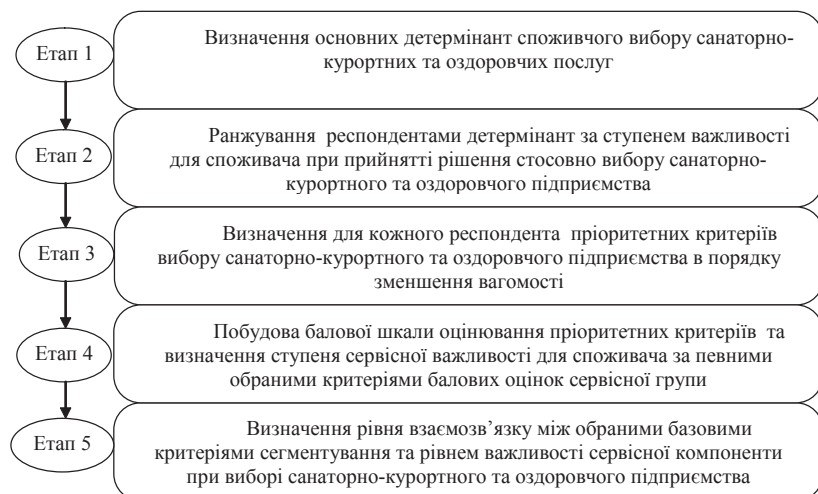 Етап 1
Визначення основних детермінант споживчого вибору санаторно-
курортних та оздоровчих послуг
Етап 2
Ранжування респондентами детермінант за ступенем важливості
для споживача при прийнятті рішення стосовно вибору санаторно-
курортного та оздоровчого підприємства
Етап 3
Визначення для кожного респондента пріоритетних критеріїв
вибору санаторно-курортного та оздоровчого підприємства в порядку
зменшення вагомості
Етап 4
Побудова балової шкали оцінювання пріоритетних критеріїв та
визначення ступеня сервісної важливості для споживача за певними
обраними критеріями балових оцінок сервісної групи
Етап 5
Визначення рівня взаємозв’язку між обраними базовими
критеріями сегментування та рівнем важливості сервісної компоненти
при виборі санаторно-курортного та оздоровчого підприємства